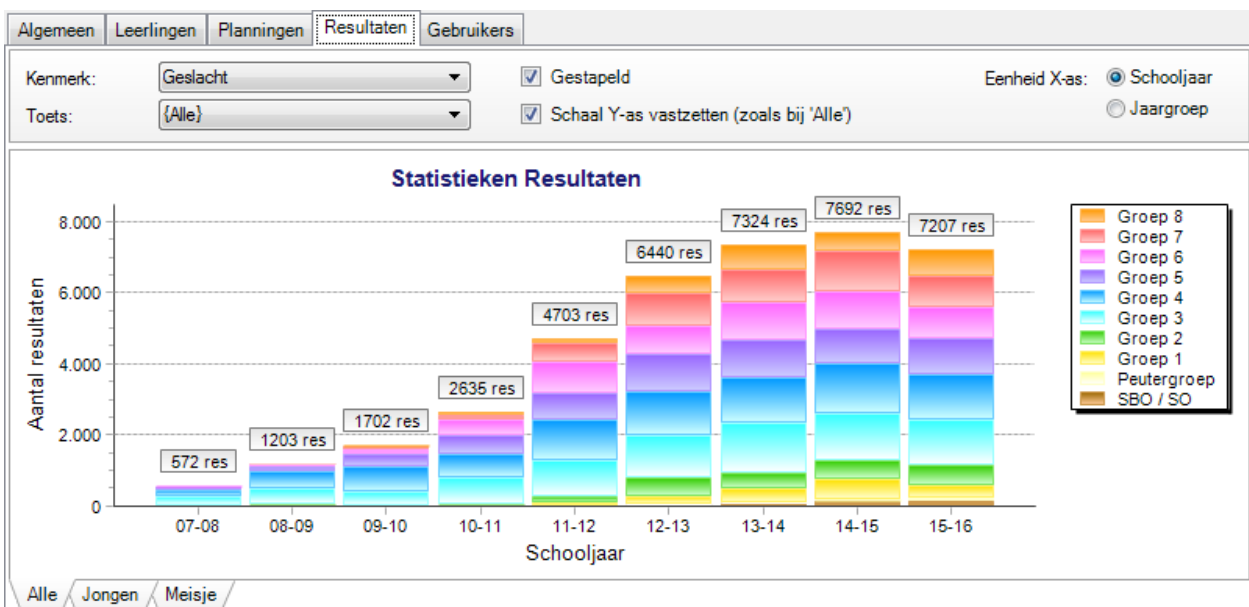 Algemeen Leerlingen Planningen Resultaten Gebruikers
Kenmerk: Geslacht Gestapeld Eenheid X-as: Schooljaar
Toets: {Alle} Schaal Y-as vastzetten (zoals bij 'Alle') Jaargroep
Statistieken Resultaten
Aantal resultaten
8.000
6.000
4.000
2.000
0
572 res
1203 res
1702 res
2635 res
4703 res
6440 res
7324 res
7692 res
7207 res
07-08 08-09 09-10 10-11 11-12 12-13 13-14 14-15 15-16
Schooljaar
Groep 8
Groep 7
Groep 6
Groep 5
Groep 4
Groep 3
Groep 2
Groep 1
Peutergroep
SBO / SO
Alle Jongen Meisje